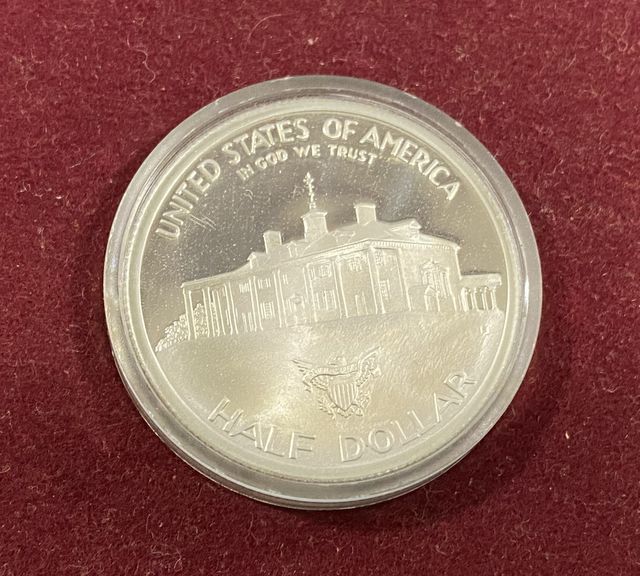 UNITED STATES OF AMERICA
IN GOD WE TRUST
HALF DOLLAR